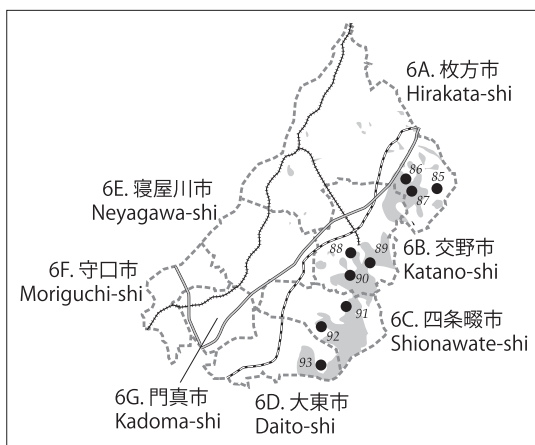 6A. 枚方市
Hirakata-shi
86
85
87
6E. 寝屋川市
Neyagawa-shi
88
89
6B. 交野市
Katano-shi
90
6F. 守口市
Moriguchi-shi
91
6C. 四条畷市
Shionawate-shi
92
93
6G. 門真市
Kadoma-shi
6D. 大東市
Daito-shi